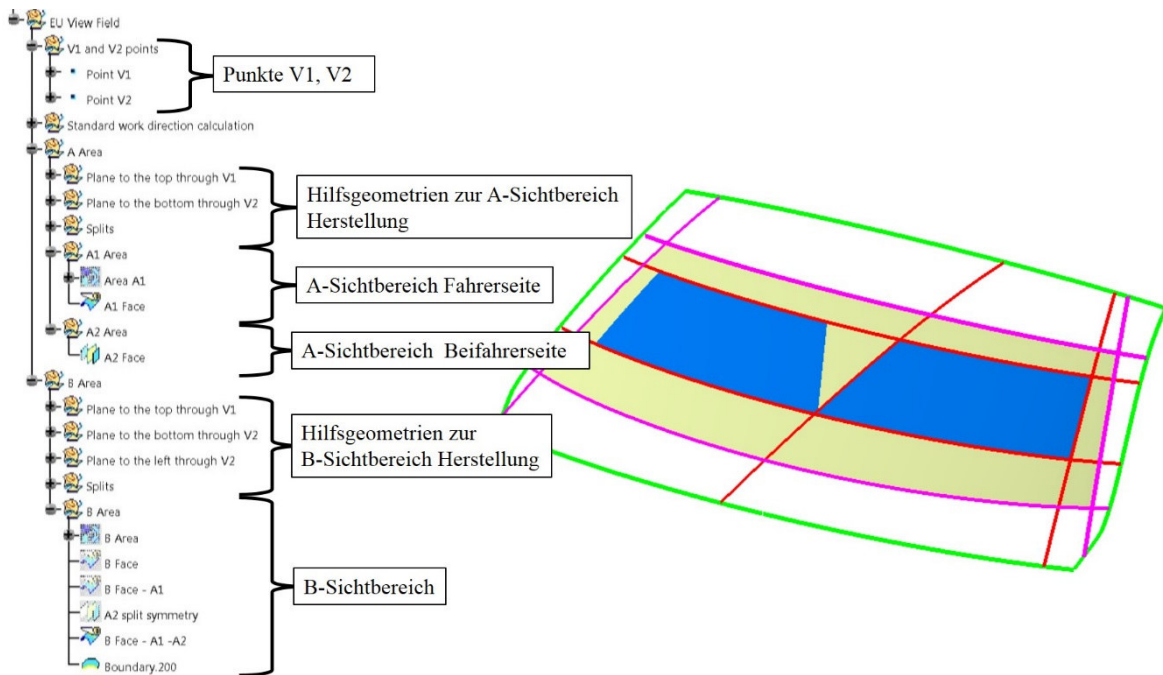 EU View Field
V1 and V2 points
Point V1
Point V2
Standard work direction calculation
A Area
Plane to the top through V1
Plane to the bottom through V2
Splits
A1 Area
Area A1
A1 Face
A2 Area
A2 Face
B Area
Plane to the top through V1
Plane to the bottom through V2
Plane to the left through V2
Splits
B Area
B Area
B Face
B Face - A1
A2 split symmetry
B Face - A1 -A2
Boundary.200
Punkte V1, V2
Hilfsgeometrien zur A-Sichtbereich
Herstellung
A-Sichtbereich Fahrerseite
A-Sichtbereich Beifahrerseite
Hilfsgeometrien zur
B-Sichtbereich Herstellung
B-Sichtbereich